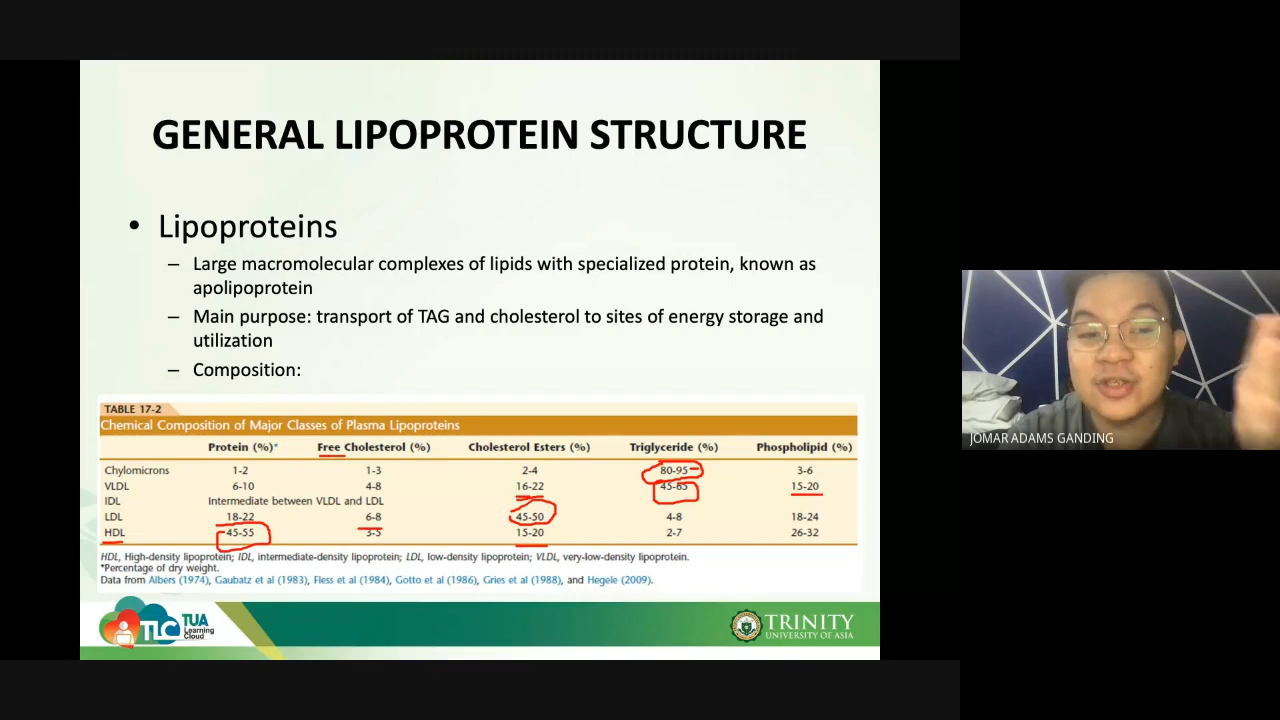 GENERAL LIPOPROTEIN STRUCTURE
• Lipoproteins
– Large macromolecular complexes of lipids with specialized protein, known as
apolipoprotein
– Main purpose: transport of TAG and cholesterol to sites of energy storage and
utilization
– Composition:
TABLE 17-2
Chemical Composition of Major Classes of Plasma Lipoproteins
Protein (%)* Free Cholesterol (%) Cholesterol Esters (%) Triglyceride (%) Phospholipid (%)
Chylomicrons 1-2 1-3 2-4 80-95 3-6
VLDL 6-10 4-8 16-22 45-65 15-20
IDL Intermediate between VLDL and LDL
LDL 18-22 6-8 45-50 4-8 18-24
HDL 45-55 3-5 15-20 2-7 26-32
HDL, High-density lipoprotein; IDL, intermediate-density lipoprotein; LDL, low-density lipoprotein; VLDL, very-low-density lipoprotein.
*Percentage of dry weight.
Data from Albers (1974), Gaubatz et al (1983), Fless et al (1984), Gotto et al (1986), Gries et al (1988), and Hegele (2009).
TLC TUA
Learning
Cloud
TRINITY
UNIVERSITY OF ASIA
JOMAR ADAMS GANDING